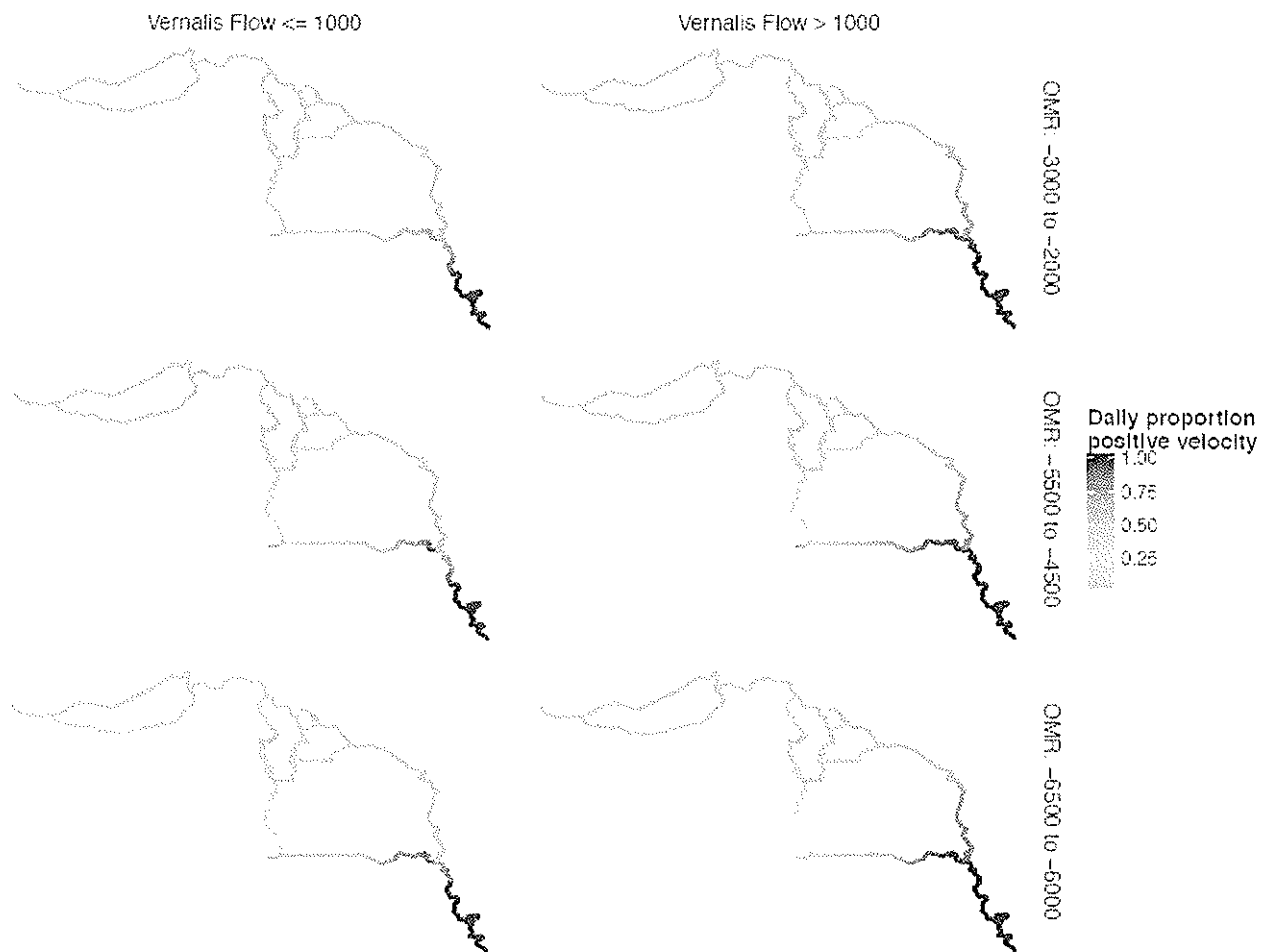 Vernalis Flow <= 1000
Vernalis Flow > 1000
OMR: -3000 to -2000
OMR: -5500 to -4500
Daily proportion
positive velocity
1.00
0.75
0.50
0.25
OMR: -6500 to -6000